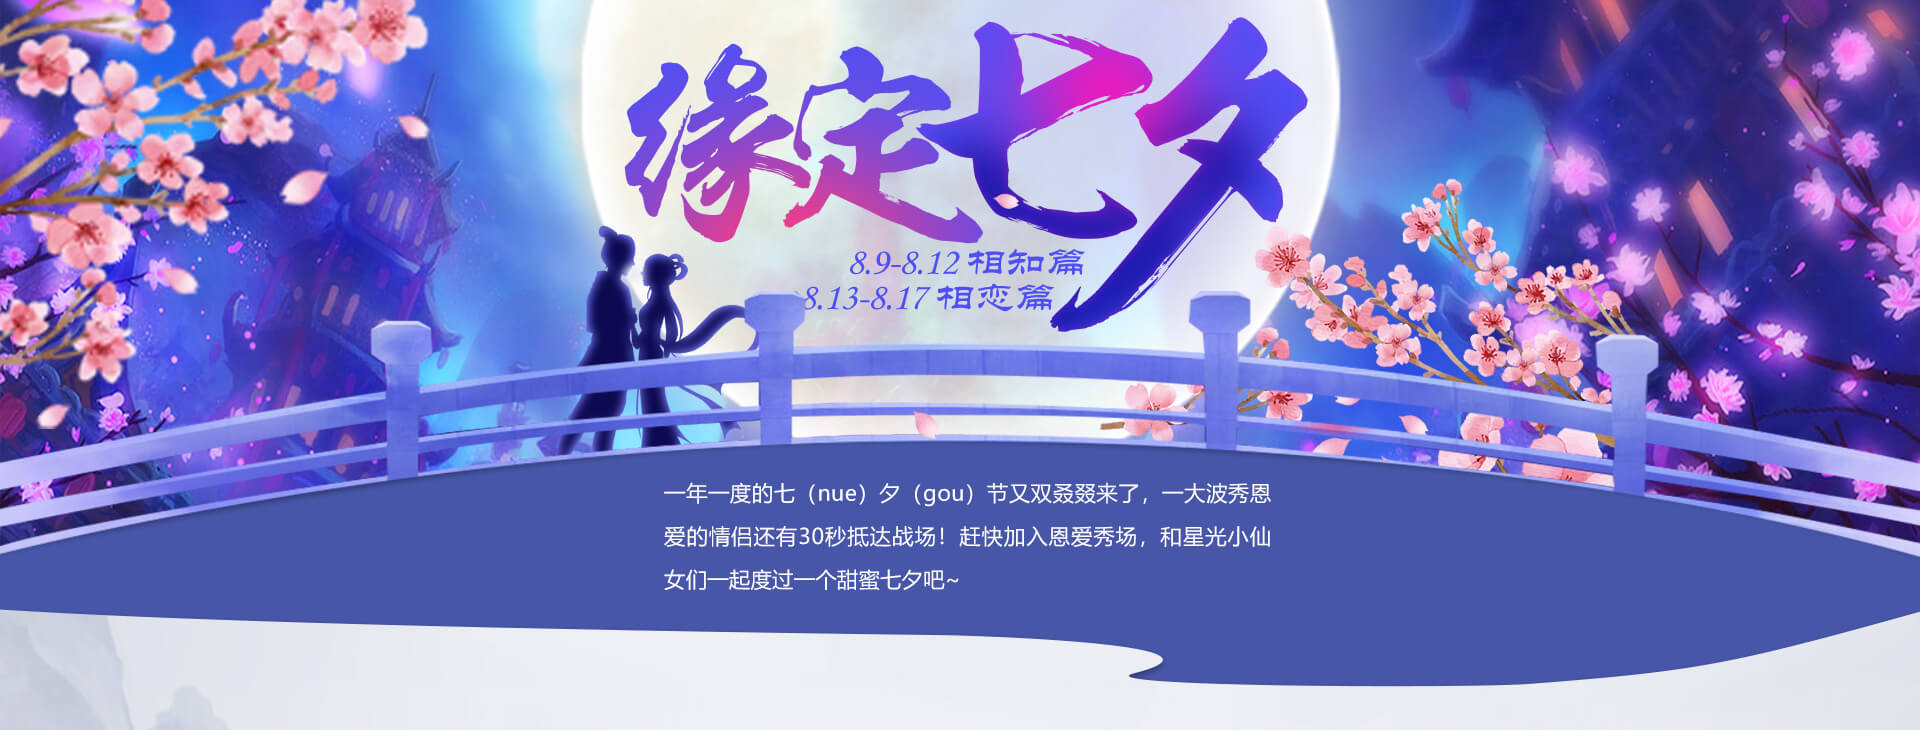 缘定七夕
8.9-8.12 相知篇
8.13-8.17 相恋篇
一年一度的七（nue）夕（gou）节又双叒叕来了，一大波秀恩
爱的情侣还有30秒抵达战场！赶快加入恩爱秀场，和星光小仙
女们一起度过一个甜蜜七夕吧~